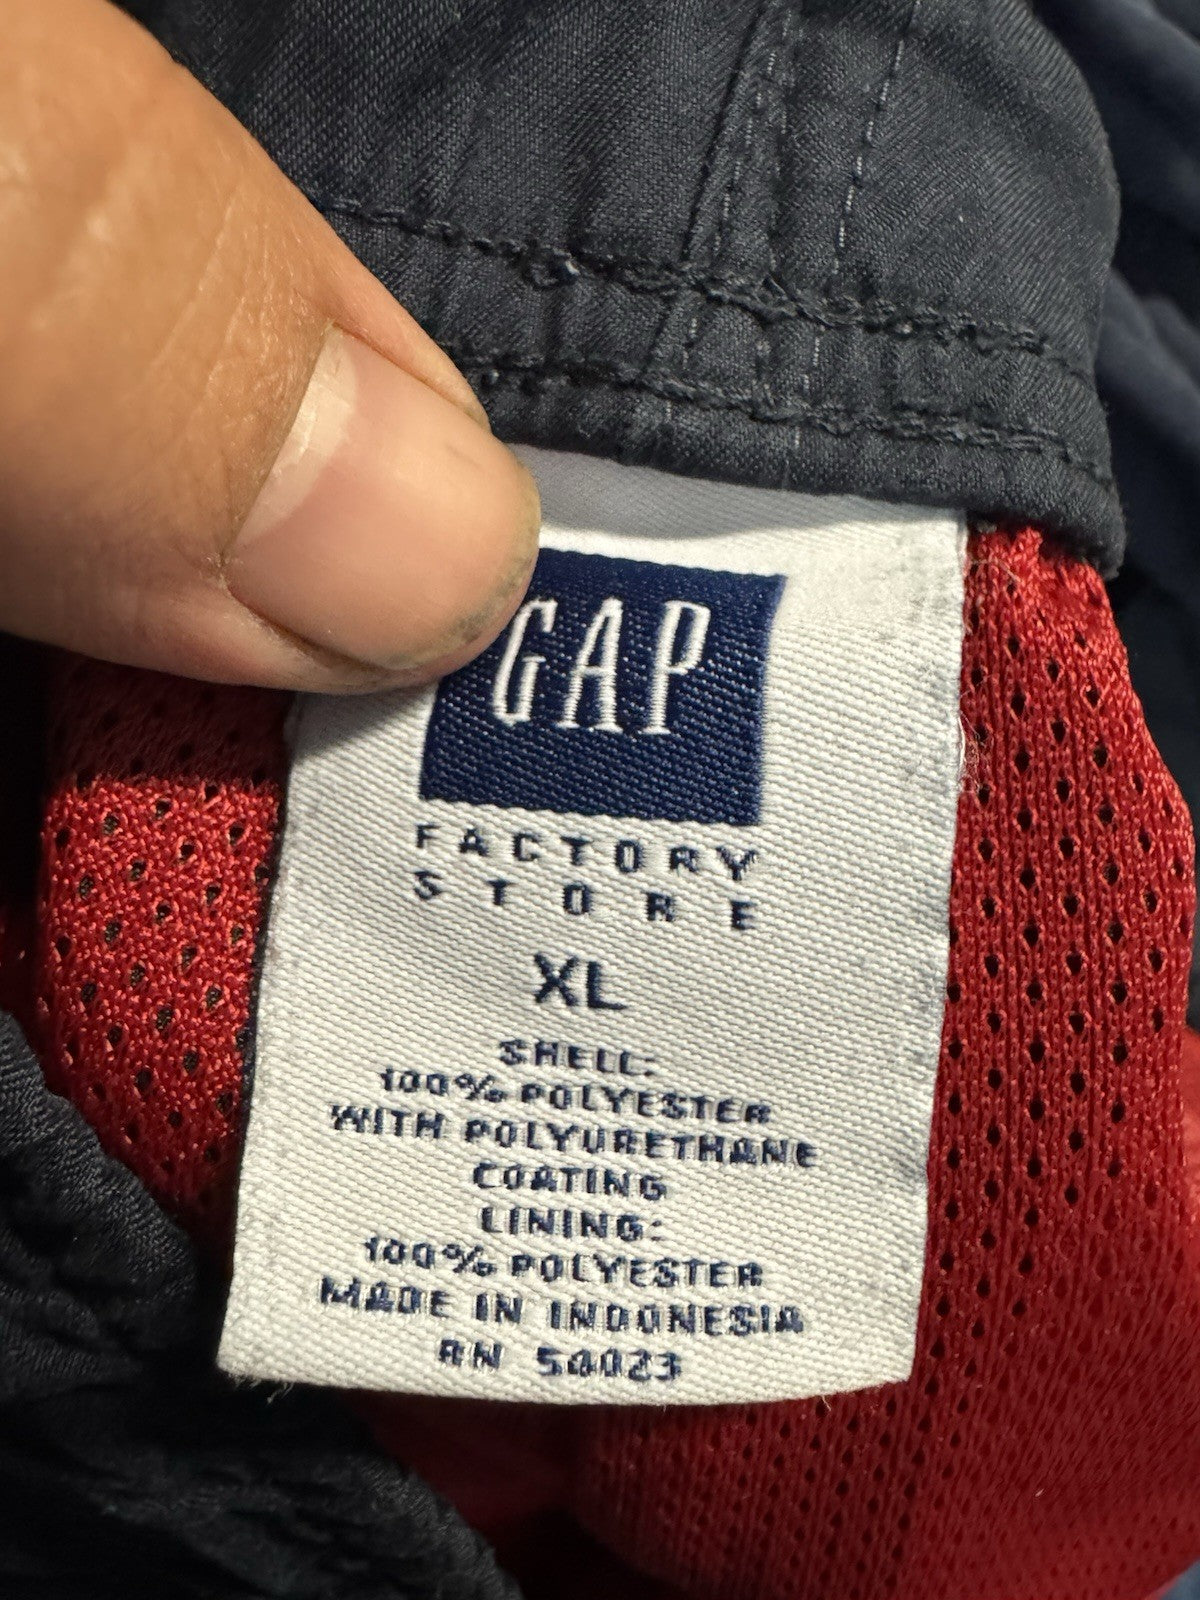 GAP
FACTORY
STORE
XL
SHELL:
100% POLYESTER
WITH POLYURETHANE
COATING
LINING:
100% POLYESTER
MADE IN INDONESIA
RN 54023